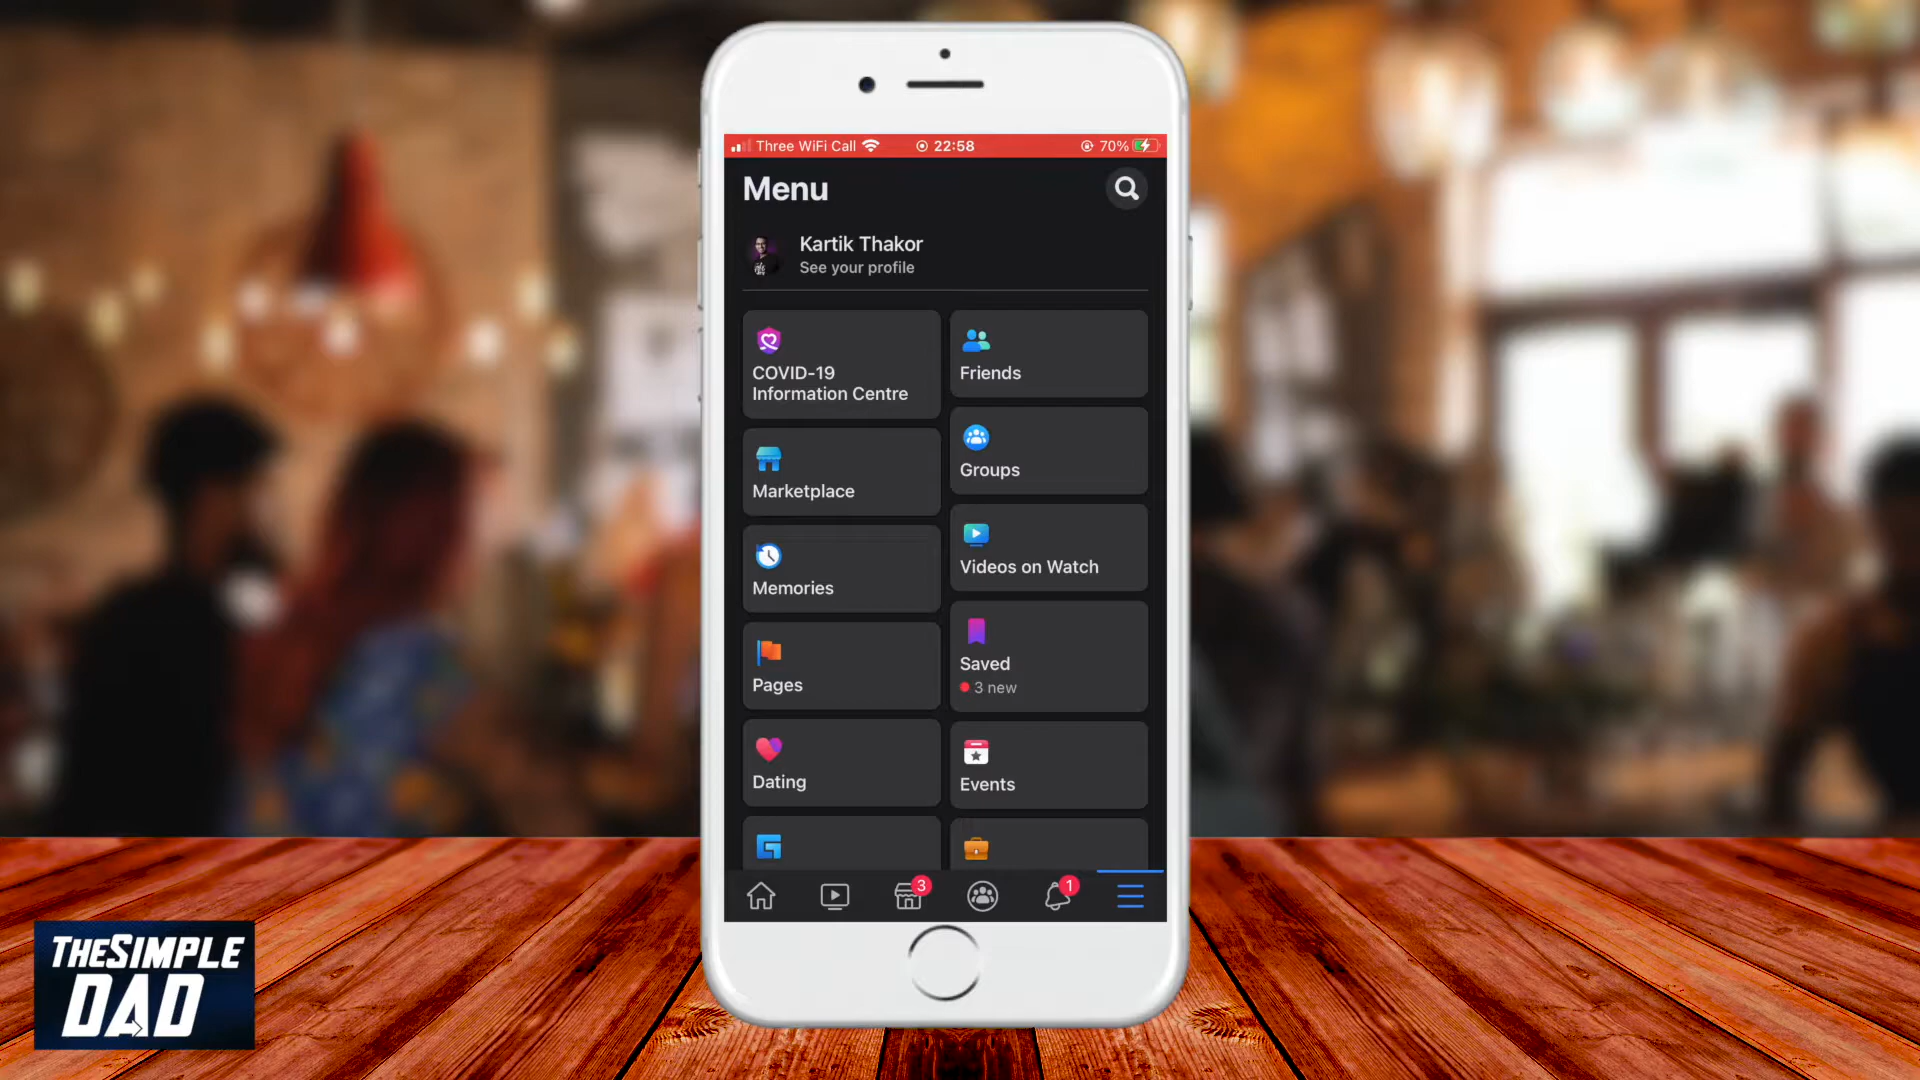 Three WiFi Call
22:58
70%
Menu
Kartik Thakor
See your profile
COVID-19
Information Centre
Friends
Marketplace
Groups
Memories
Videos on Watch
Pages
Saved
3 new
Dating
Events
3
1
THESIMPLE
DAD